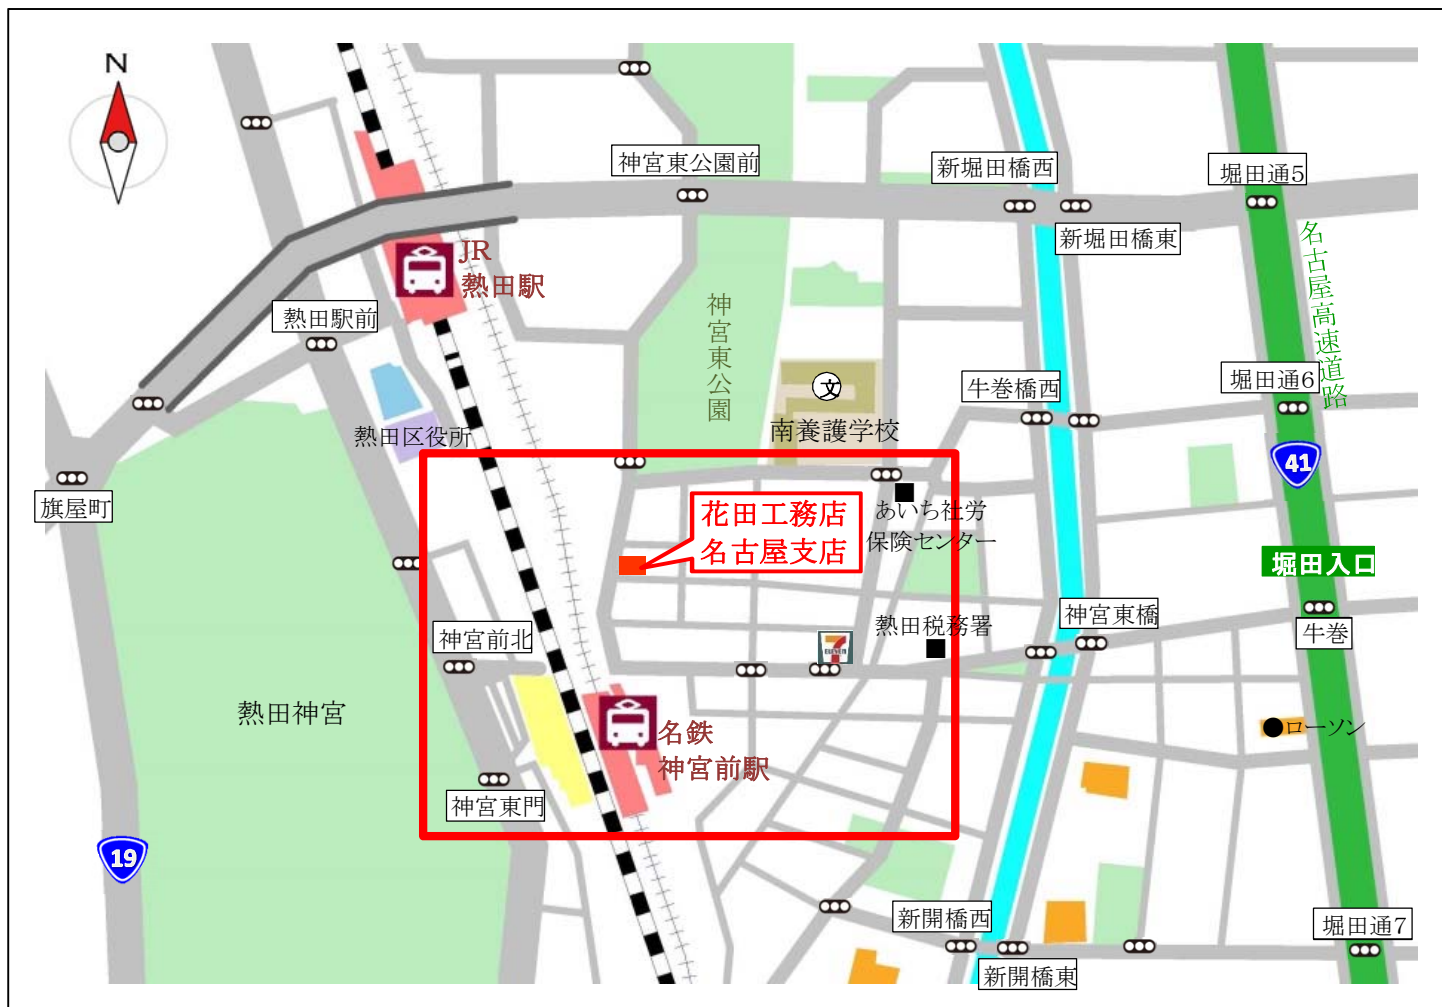 N
神宮東公園前
新堀田橋西
堀田通5
新堀田橋東
名古屋高速道路
JR
熱田駅
熱田駅前
神宮東公園
文
牛巻橋西
堀田通6
南養護学校
熱田区役所
41
旗屋町
花田工務店
名古屋支店
あいち社労
保険センター
堀田入口
神宮東橋
牛巻
神宮前北
熱田税務署
7
ELEVEN
熱田神宮
名鉄
神宮前駅
ローソン
神宮東門
19
新開橋西
堀田通7
新開橋東